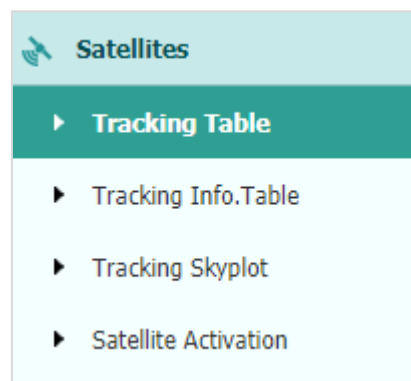 Satellites
Tracking Table
Tracking Info.Table
Tracking Skyplot
Satellite Activation